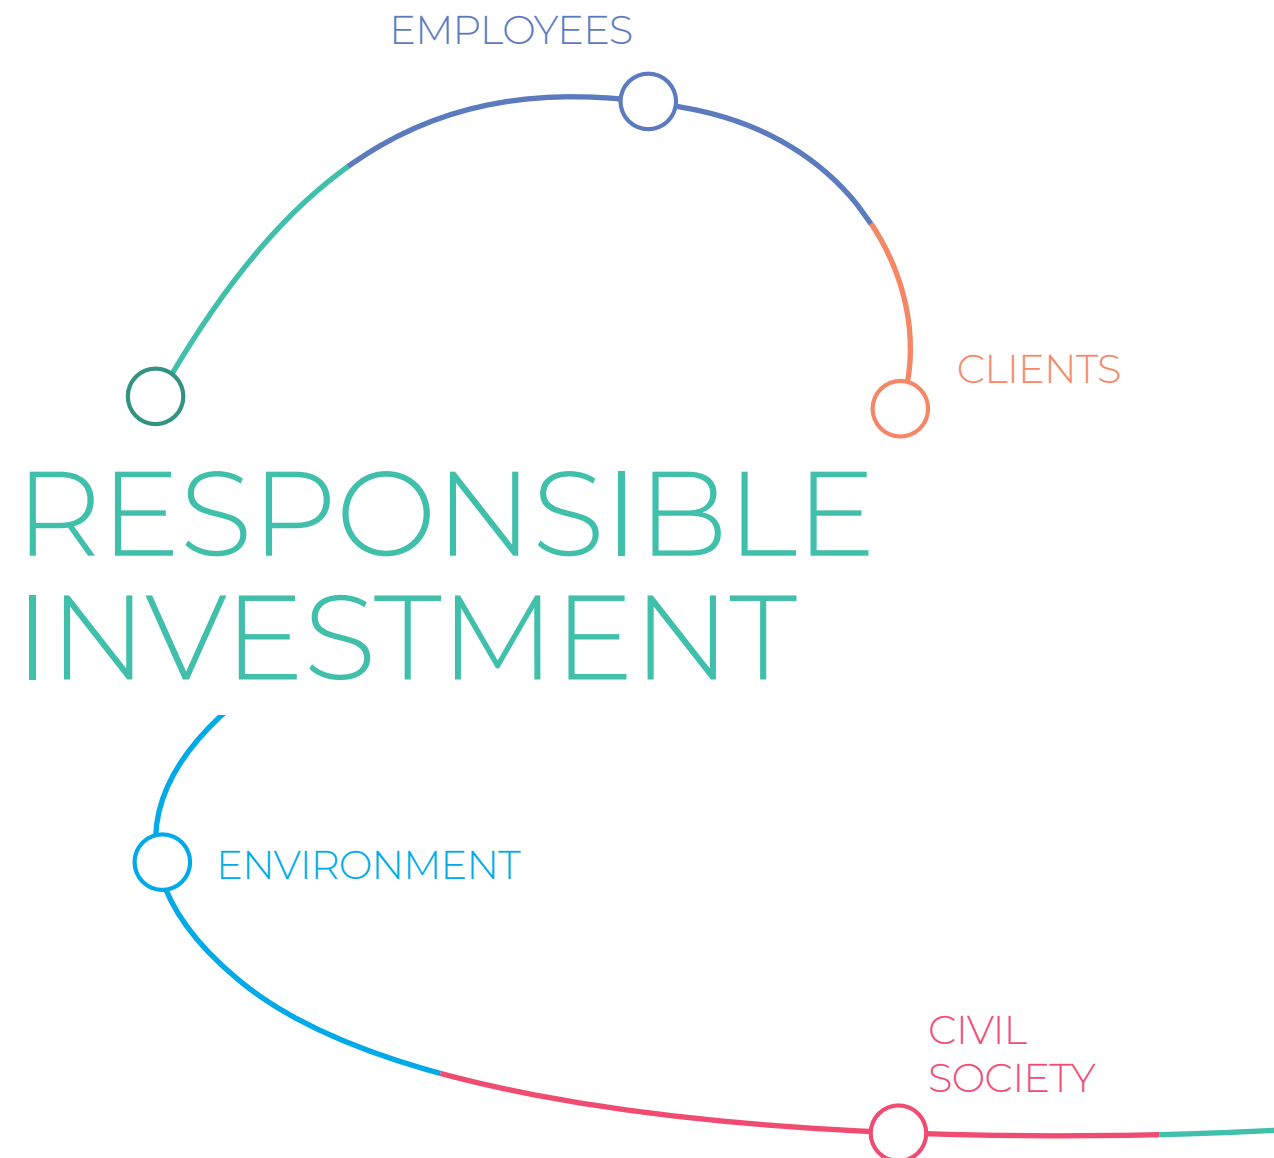 EMPLOYEES
CLIENTS
RESPONSIBLE
INVESTMENT
ENVIRONMENT
CIVIL
SOCIETY